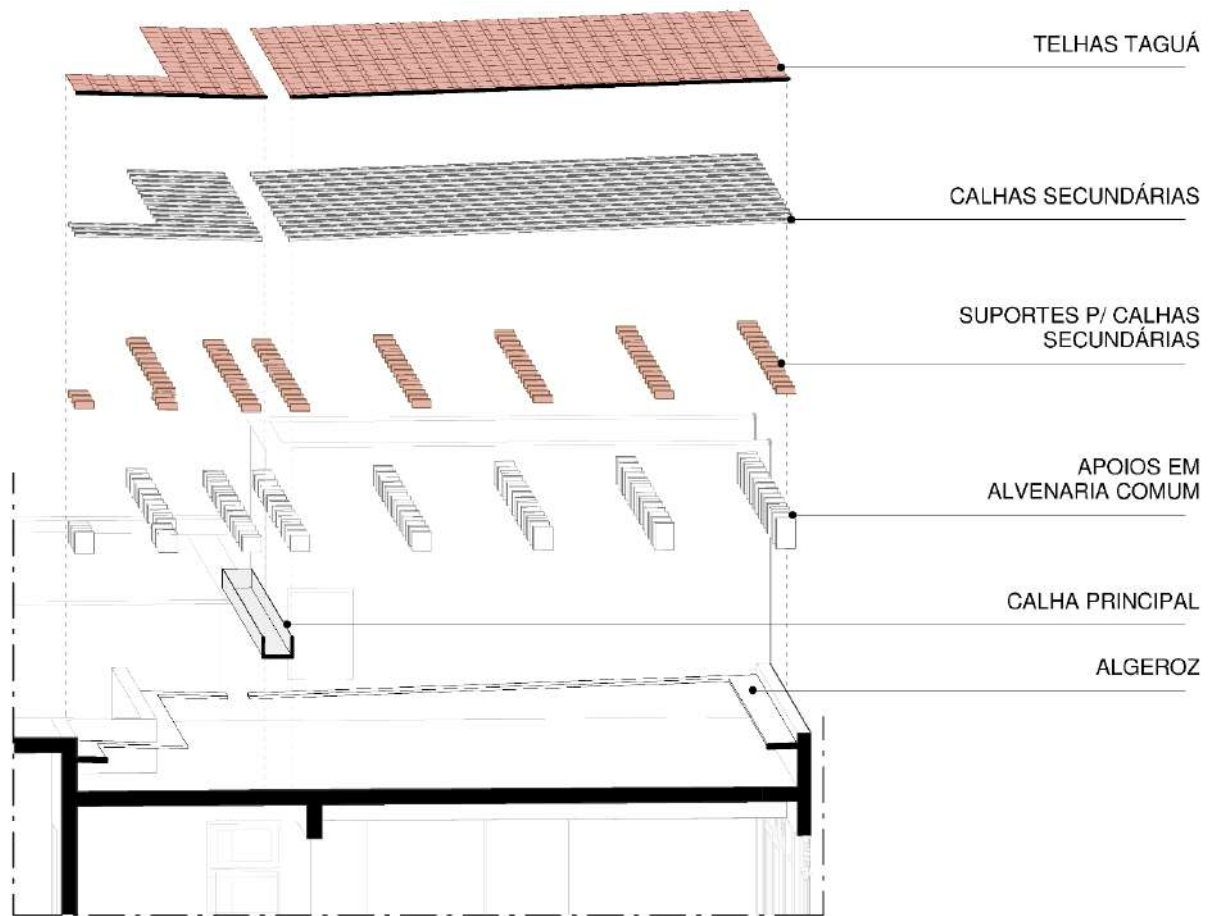 TELHAS TAGUÁ
CALHAS SECUNDÁRIAS
SUPORTES P/ CALHAS
SECUNDÁRIAS
APOIOS EM
ALVENARIA COMUM
CALHA PRINCIPAL
ALGEROZ